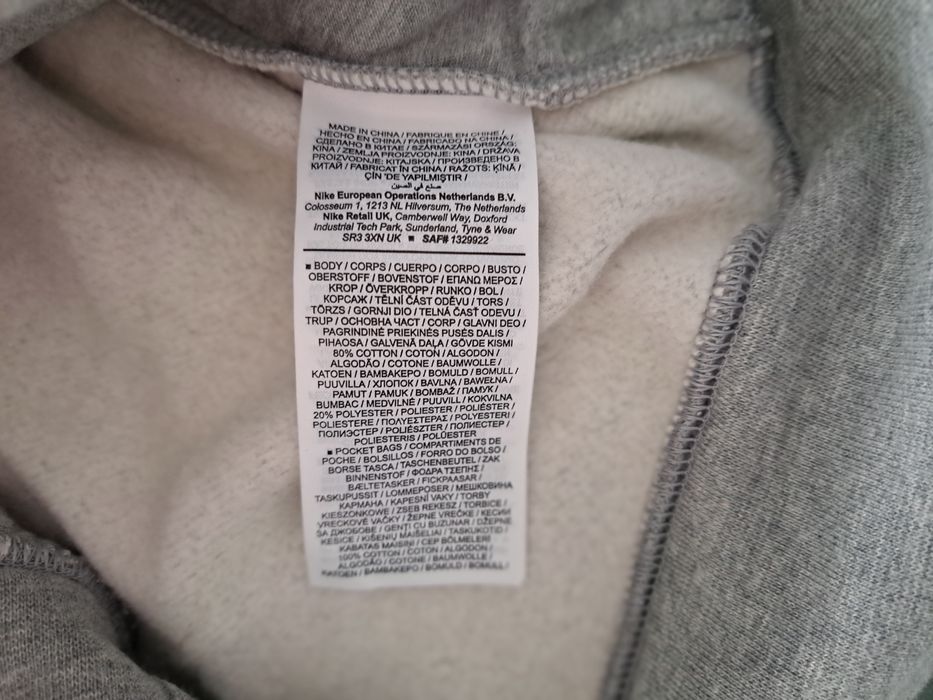 MADE IN CHINA / FABRIQUE EN CHINE /
HECHO EN CHINA / FABRICADO NA CHINA /
СДЕЛАНО В КИТАЕ / SZÁRMAZÁSI ORSZÁG:
KÍNA / ZEMLJA PROIZVODNJE: KINA / DRŽAVA
PROIZVODNJE: KITAJSKA / ПРОИЗВЕДЕНО В
КИТАЙ / FABRICAT ÎN CHINA / RAŽOTS: ĶĪNĀ /
ÇİN 'DE YAPILMIŞTIR /
صنع في الصين
Nike European Operations Netherlands B.V.
Colosseum 1, 1213 NL Hilversum, The Netherlands
Nike Retail UK, Camberwell Way, Doxford
Industrial Tech Park, Sunderland, Tyne & Wear
SR3 3XN UK ■ SAF# 1329922
■ BODY / CORPS / CUERPO / CORPO / BUSTO /
OBERSTOFF / BOVENSTOF / ΕΠΑΝΩ ΜΕΡΟΣ /
KROP / ÖVERKROPP / RUNKO / BOL /
КОРСАЖ / TĚLNÍ ČÁST ODĚVU / TORS /
TÖRZS / GORNJI DIO / TELNÁ ČASŤ ODEVU /
TRUP / ОСНОВНА ЧАСТ / CORP / GLAVNI DEO /
PAGRINDINĖ PRIEKINĖS PUSĖS DALIS /
PIHAOSA / GALVENĀ DAĻA / GÖVDE KISMI
80% COTTON / COTON / ALGODON /
ALGODÃO / COTONE / BAUMWOLLE /
KATOEN / ΒΑΜΒΑΚΕΡΟ / BOMULD / BOMULL /
PUUVILLA / ХЛОПОК / BAVLNA / BAWEŁNA /
PAMUT / PAMUK / BOMBAŽ / ПАМУК /
BUMBAC / MEDVILNĖ / PUUVILL / KOKVILNA
20% POLYESTER / POLIESTER / POLIÉSTER /
POLIESTERE / ΠΟΛΥΕΣΤΕΡΑΣ / POLYESTERI /
ПОЛИЭСТЕР / POLIÉSZTER / ПОЛИЕСТЕР /
POLIESTERIS / POLÜESTER
■ POCKET BAGS / COMPARTIMENTS DE
POCHE / BOLSILLOS / FORRO DO BOLSO /
BORSE TASCA / TASCHENBEUTEL / ZAK
BINNENSTOF / ΦΟΔΡΑ ΤΣΕΠΗΣ /
BÆLTETASKER / FICKPAASAR /
TASKUPUSSIT / LOMMEPOSER / МЕШКОВИНА
КАРМАНА / KAPESNÍ VAKY / TORBY
KIESZONKOWE / ZSEB REKESZ / TORBICE /
VRECKOVÉ VAČKY / ŽEPNE VREČKE / КЕСИИ
ЗА ДЖОБОВЕ / GENȚI CU BUZUNAR / DŽEPNE
KESICE / KIŠENIŲ MAIŠELIAI / TASKUKOTID /
KABATAS MAISIŅI / CEP BÖLMELERİ
100% COTTON / COTON / ALGODON /
ALGODÃO / COTONE / BAUMWOLLE /
KATOEN / ΒΑΜΒΑΚΕΡΟ / BOMULD / BOMULL /